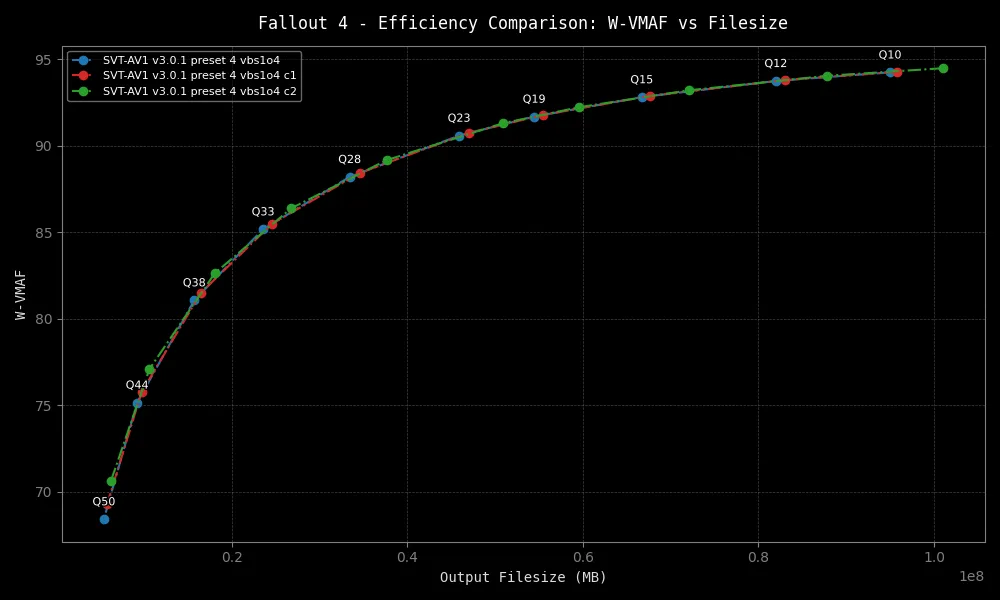 Fallout 4 - Efficiency Comparison: W-VMAF vs Filesize
SVT-AV1 v3.0.1 preset 4 vbs1o4
SVT-AV1 v3.0.1 preset 4 vbs1o4 c1
SVT-AV1 v3.0.1 preset 4 vbs1o4 c2
95
90
85
80
75
70
W-VMAF
Q10
Q12
Q15
Q19
Q23
Q28
Q33
Q38
Q44
Q50
0.2
0.4
0.6
0.8
1.0
1e8
Output Filesize (MB)